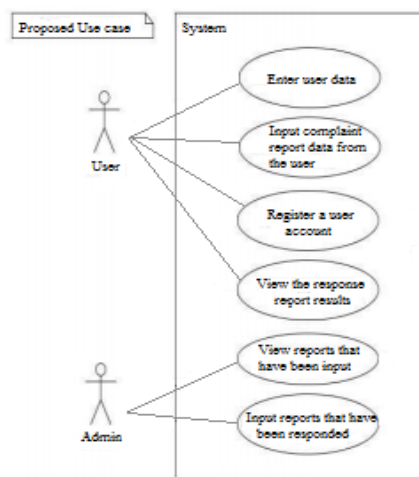 Proposed Use case
System
Enter user data
Input complaint
report data from
the user
User
Register a user
account
View the response
report results
View reports that
have been input
Admin
Input reports that have
been responded